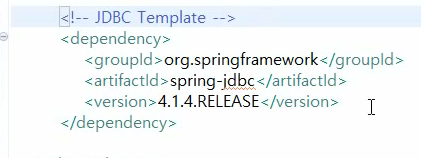 <!-- JDBC Template -->
<dependency>
<groupId>org.springframework</groupId>
<artifactId>spring-jdbc</artifactId>
<version>4.1.4.RELEASE</version>
</dependency>